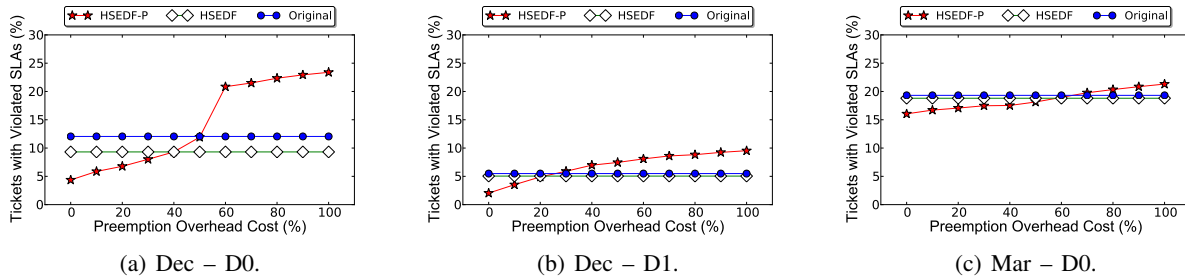 HSEDF-P HSEDF Original
Tickets with Violated SLAs (%)
30
25
20
15
10
5
0
0 20 40 60 80 100
Preemption Overhead Cost (%)
(a) Dec – D0.
HSEDF-P HSEDF Original
Tickets with Violated SLAs (%)
30
25
20
15
10
5
0
0 20 40 60 80 100
Preemption Overhead Cost (%)
(b) Dec – D1.
HSEDF-P HSEDF Original
Tickets with Violated SLAs (%)
30
25
20
15
10
5
0
0 20 40 60 80 100
Preemption Overhead Cost (%)
(c) Mar – D0.